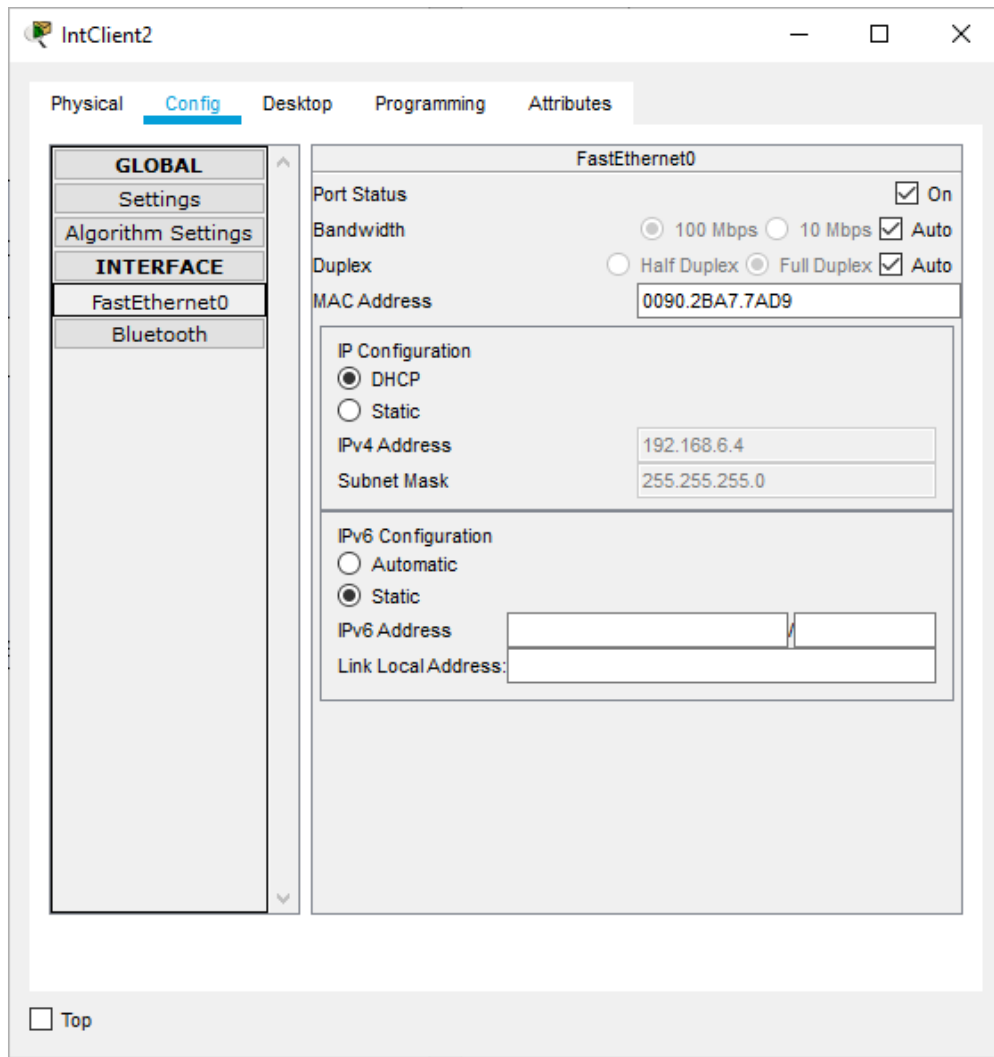 IntClient2
Physical Config Desktop Programming Attributes
GLOBAL
Settings
Algorithm Settings
INTERFACE
FastEthernet0
Bluetooth
FastEthernet0
Port Status On
Bandwidth 100 Mbps 10 Mbps Auto
Duplex Half Duplex Full Duplex Auto
MAC Address 0090.2BA7.7AD9
IP Configuration
DHCP
Static
IPv4 Address 192.168.6.4
Subnet Mask 255.255.255.0
IPv6 Configuration
Automatic
Static
IPv6 Address /
Link Local Address:
Top